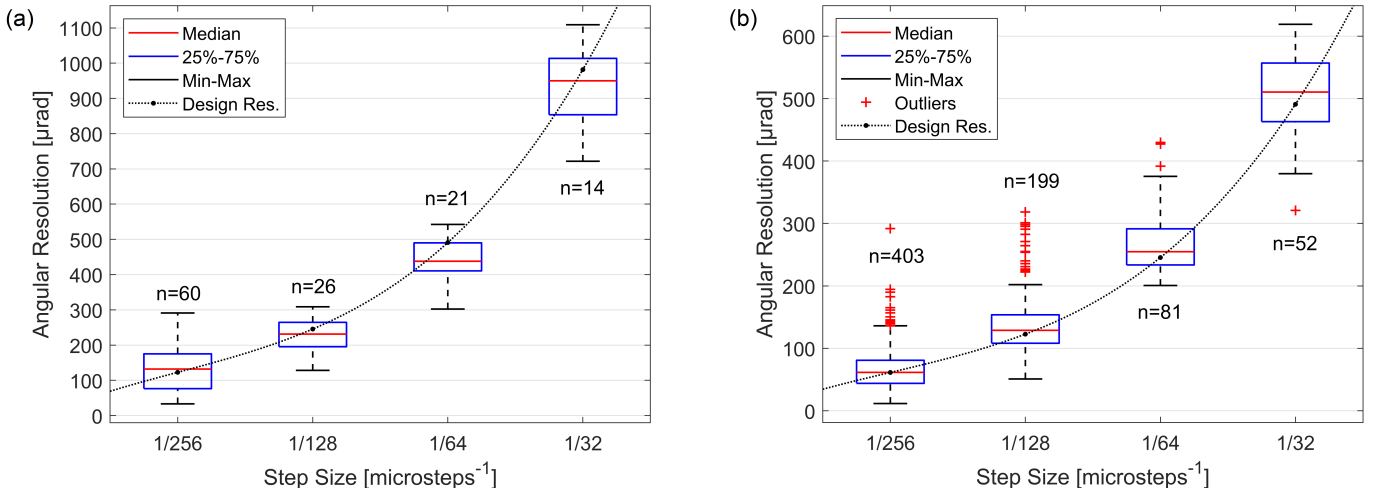 (a)
1100
1000
900
800
700
600
500
400
300
200
100
0
Angular Resolution [µrad]
Median
25%-75%
Min-Max
Design Res.
n=60
n=26
n=21
n=14
1/256 1/128 1/64 1/32
Step Size [microsteps-1]
(b)
600
500
400
300
200
100
0
Angular Resolution [µrad]
Median
25%-75%
Min-Max
Outliers
Design Res.
n=403
n=199
n=81
n=52
1/256 1/128 1/64 1/32
Step Size [microsteps-1]